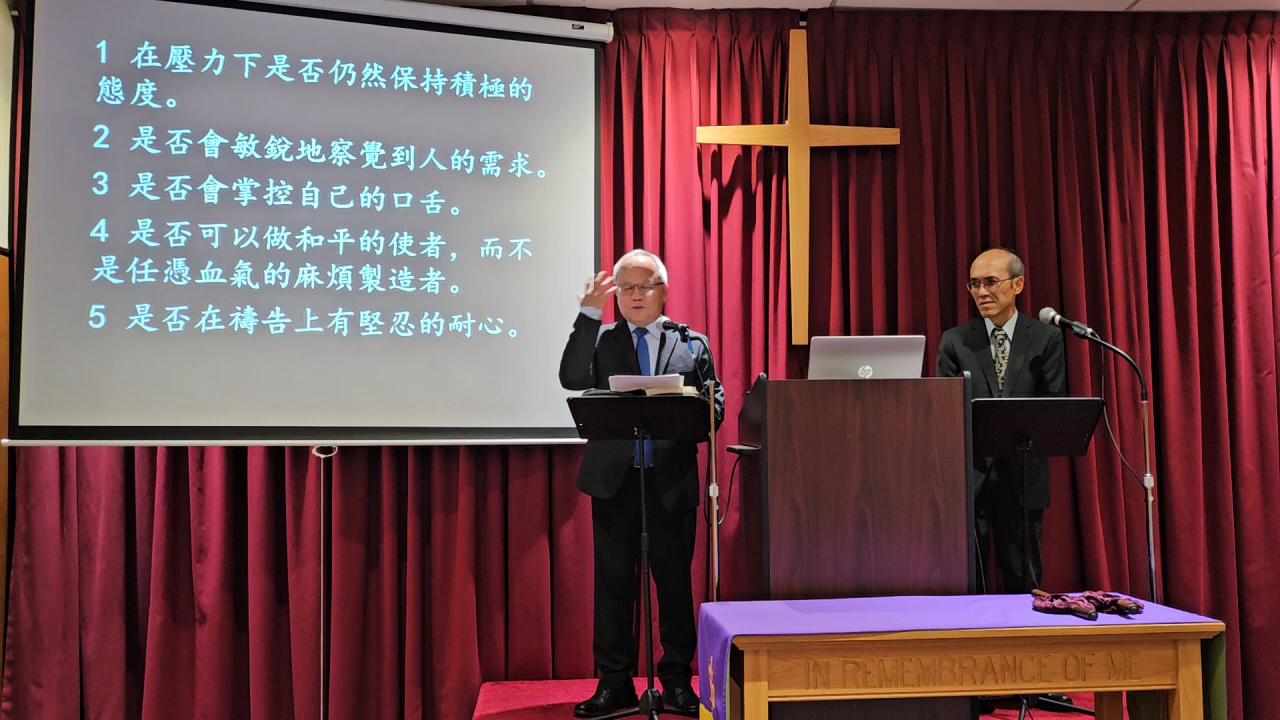 1 在壓力下是否仍然保持積極的
態度。
2 是否會敏銳地察覺到人的需求。
3 是否會掌控自己的口舌。
4 是否可以做和平的使者，而不
是任憑血氣的麻煩製造者。
5 是否在禱告上有堅忍的耐心。
hp
IN REMEMBRANCE OF ME